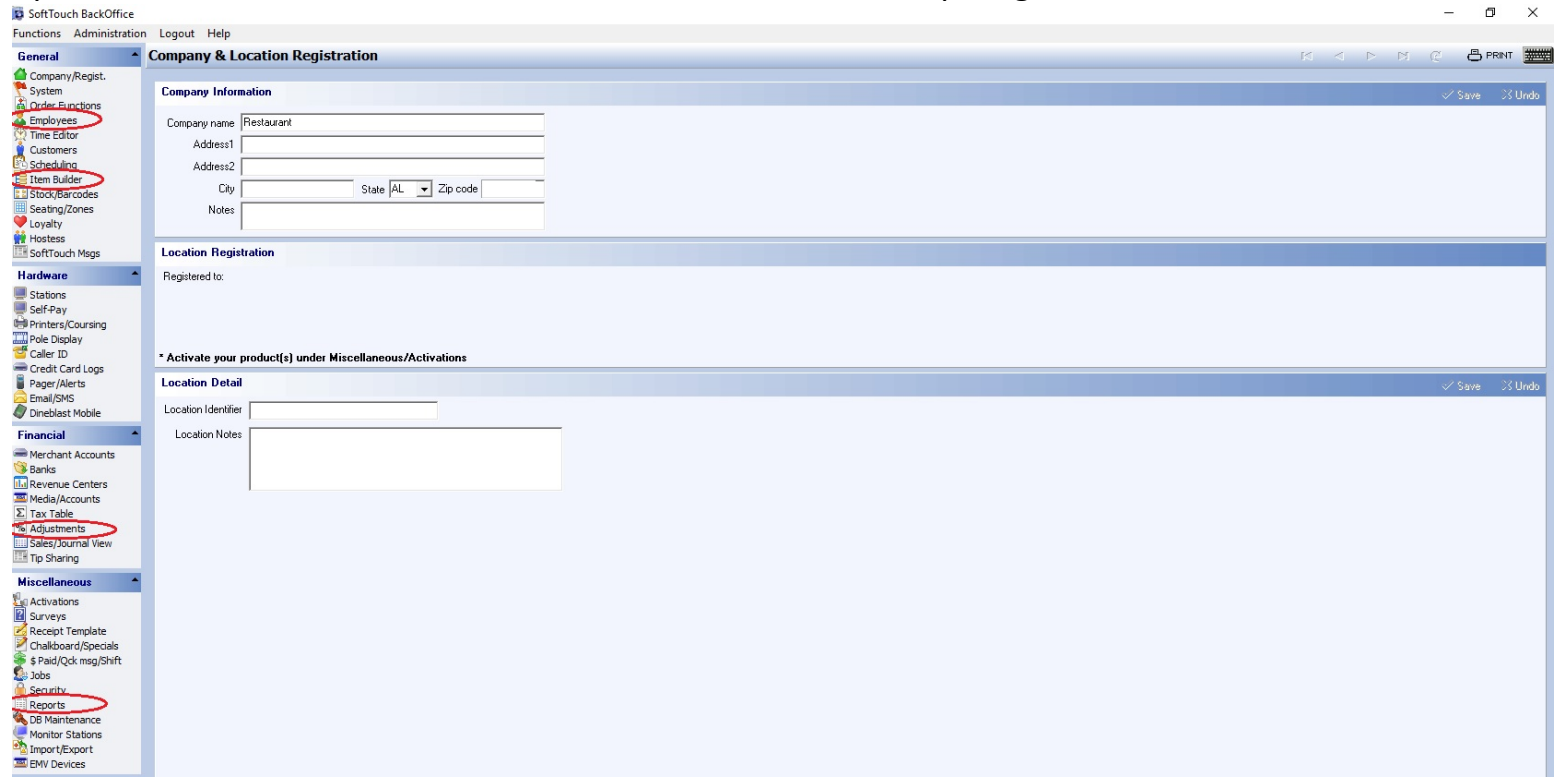 SoftTouch BackOffice
Functions Administration Logout Help
General
Company/Regist.
System
Order Functions
Employees
Time Editor
Customers
Scheduling
Item Builder
Stock/Barcodes
Seating/Zones
Loyalty
Hostess
SoftTouch Msgs
Hardware
Stations
Self-Pay
Printers/Coursing
Pole Display
Caller ID
Credit Card Logs
Pager/Alerts
Email/SMS
Dineblast Mobile
Financial
Merchant Accounts
Banks
Revenue Centers
Media/Accounts
Tax Table
Adjustments
Sales/Journal View
Tip Sharing
Miscellaneous
Activations
Surveys
Receipt Template
Chalkboard/Specials
$ Paid/Qck msg/Shift
Jobs
Security
Reports
DB Maintenance
Monitor Stations
Import/Export
EMV Devices
Company & Location Registration
PRINT
Company Information
Save Undo
Company name Restaurant
Address1
Address2
City State AL Zip code
Notes
Location Registration
Registered to:
* Activate your product(s) under Miscellaneous/Activations
Location Detail
Save Undo
Location Identifier
Location Notes